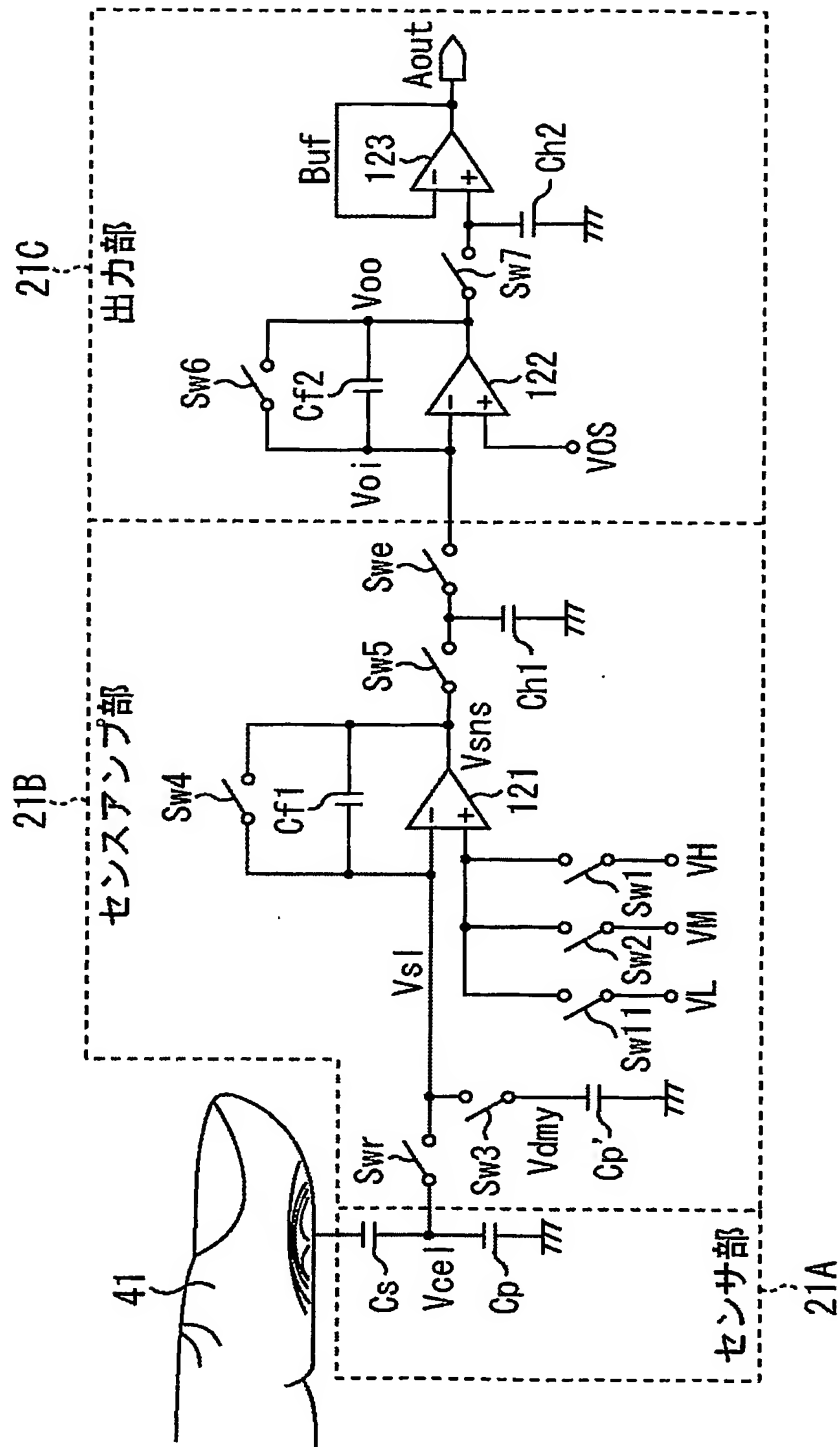 21C
出力部
Sw6
Cf2
Voi
Voo
122
VOS
Sw7
Buf
123
Aout
Ch2
21B
センスアンプ部
Sw4
Cf1
Vsl
Vsns
121
Sw5
Swe
Ch1
Sw11
Sw2
Sw1
VL
VM
VH
41
Swr
Sw3
Vdmy
Cp'
Cs
Vcel
Cp
センサ部
21A